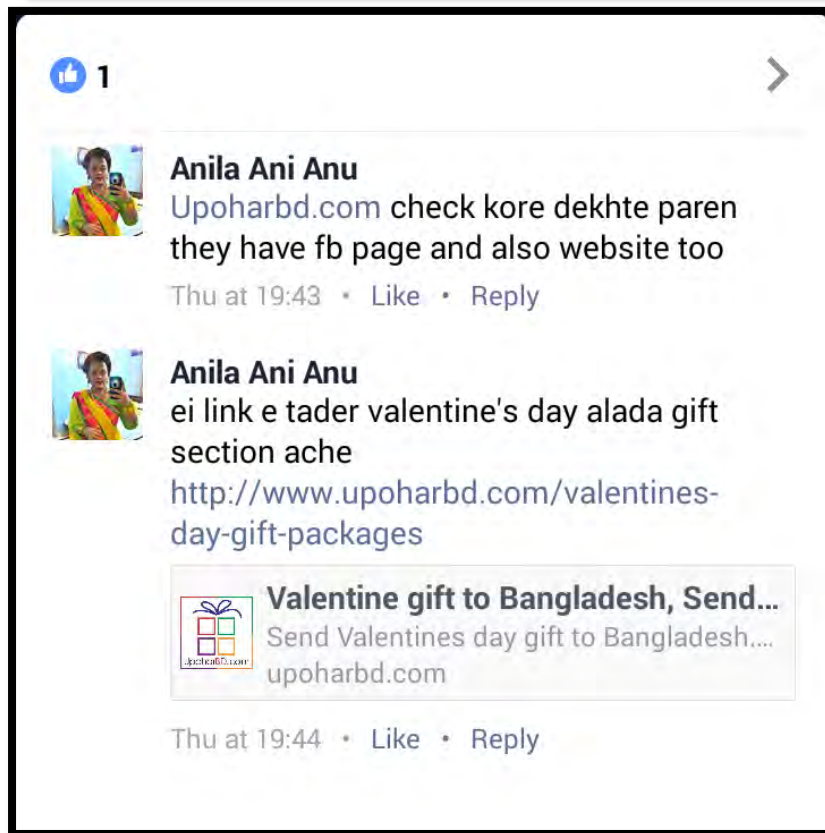 1
Anila Ani Anu
Upoharbd.com check kore dekhte paren
they have fb page and also website too
Thu at 19:43 • Like • Reply
Anila Ani Anu
ei link e tader valentine's day alada gift
section ache
http://www.upoharbd.com/valentines-
day-gift-packages
Valentine gift to Bangladesh, Send...
Send Valentines day gift to Bangladesh,...
UpoharBD.com
upoharbd.com
Thu at 19:44 • Like • Reply